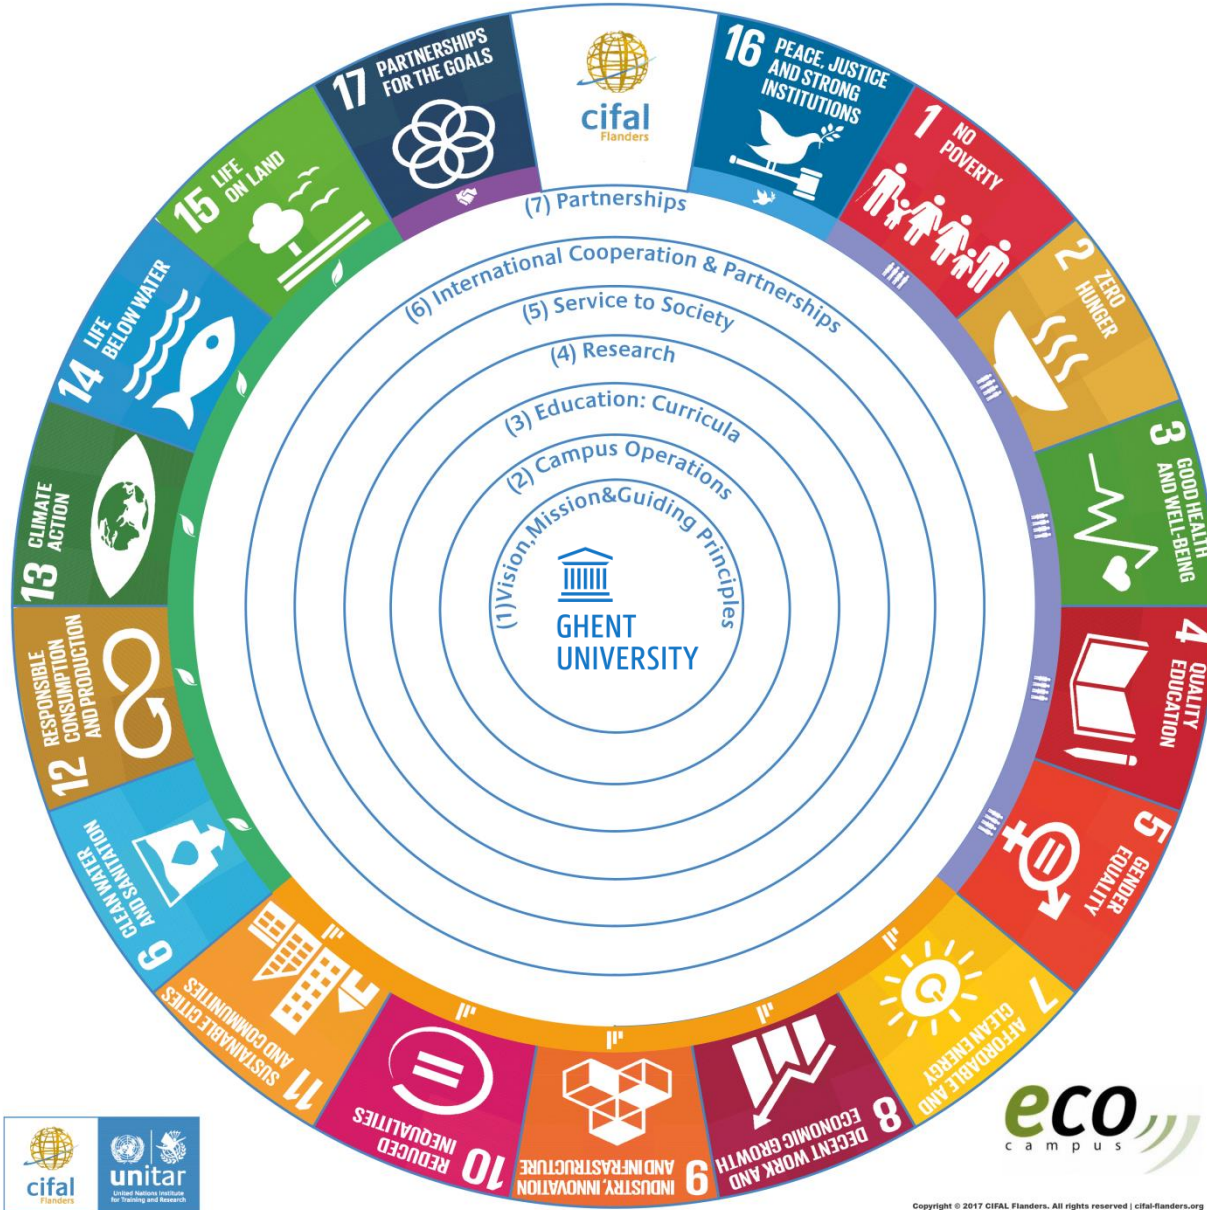 cifal
Flanders
16 PEACE, JUSTICE
AND STRONG
INSTITUTIONS
1 NO
POVERTY
2 ZERO
HUNGER
3 GOOD HEALTH
AND WELL-BEING
4 QUALITY
EDUCATION
5 GENDER
EQUALITY
7 AFFORDABLE AND
CLEAN ENERGY
8 DECENT WORK AND
ECONOMIC GROWTH
9 INDUSTRY, INNOVATION
AND INFRASTRUCTURE
10 REDUCED
INEQUALITIES
11 SUSTAINABLE CITIES
AND COMMUNITIES
6 CLEAN WATER
AND SANITATION
12 RESPONSIBLE
CONSUMPTION
AND PRODUCTION
13 CLIMATE
ACTION
14 LIFE
BELOW WATER
15 LIFE
ON LAND
17 PARTNERSHIPS
FOR THE GOALS
(7) Partnerships
(6) International Cooperation & Partnerships
(5) Service to Society
(4) Research
(3) Education: Curricula
(2) Campus Operations
(1)Vision,Mission&Guiding Principles
GHENT
UNIVERSITY
cifal
Flanders
unitar
United Nations Institute
for Training and Research
eco
campus
Copyright © 2017 CIFAL Flanders. All rights reserved | cifal-flanders.org